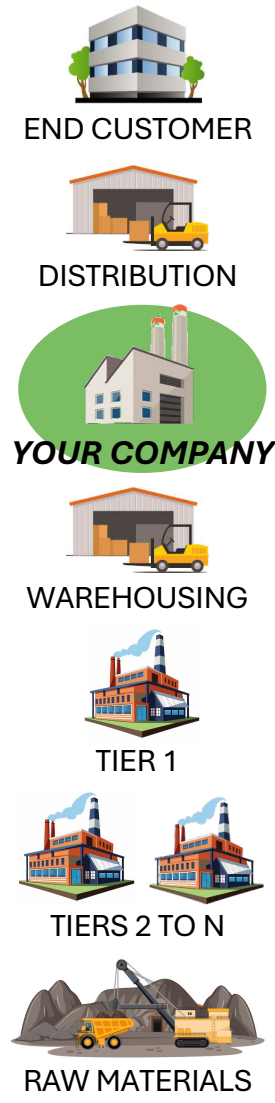 END CUSTOMER
DISTRIBUTION
YOUR COMPANY
WAREHOUSING
TIER 1
TIERS 2 TO N
RAW MATERIALS